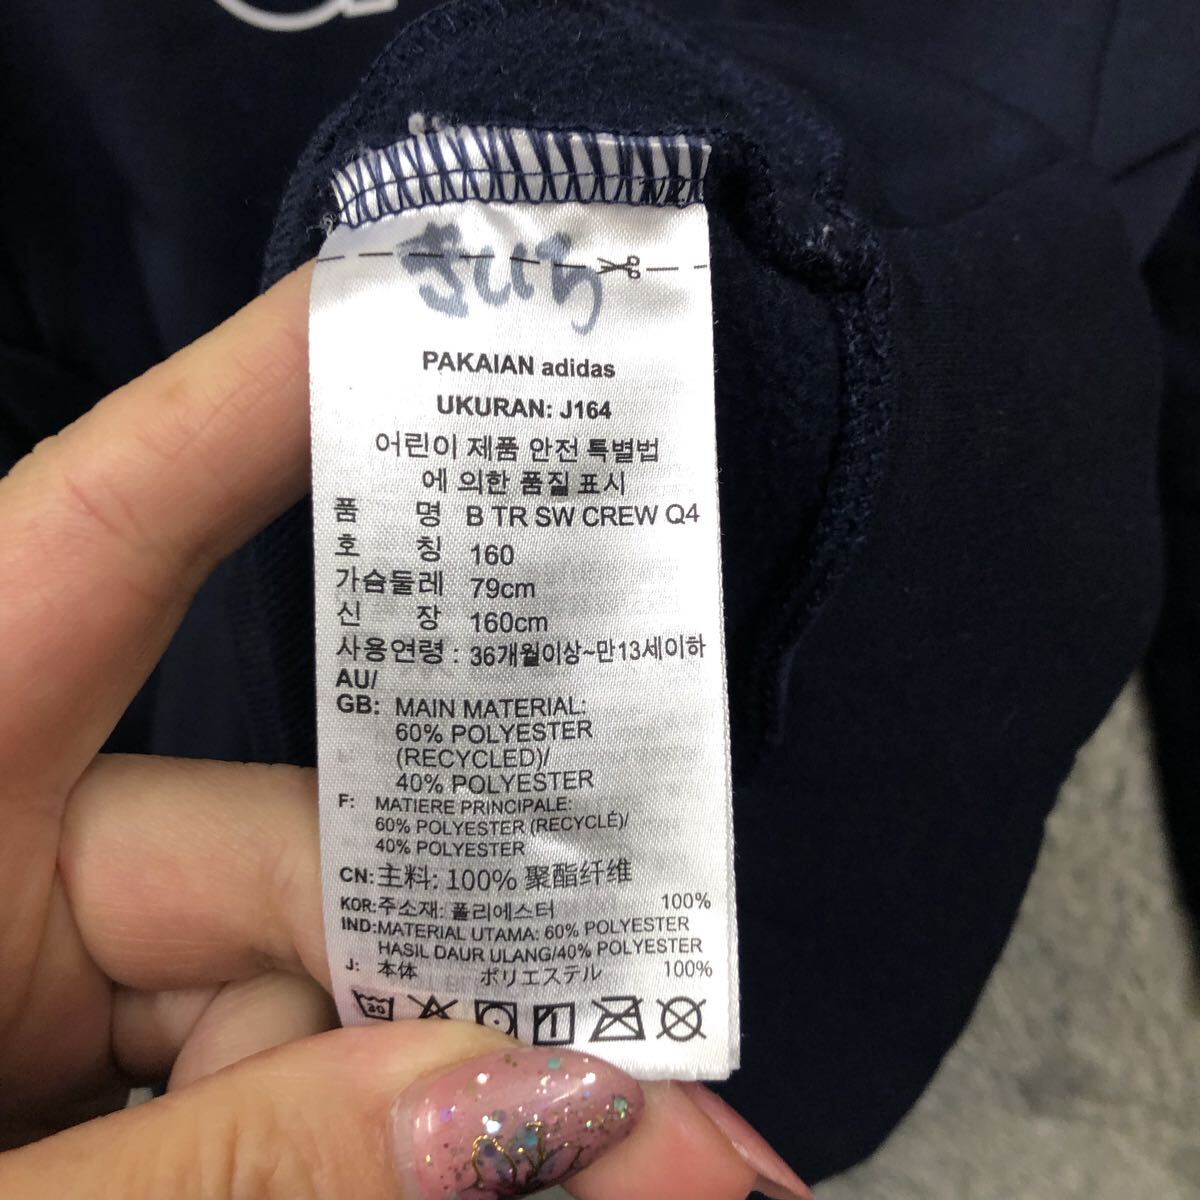 きいち
PAKAIAN adidas
UKURAN: J164
어린이 제품 안전 특별법
에 의한 품질 표시
품 명 B TR SW CREW Q4
호 칭 160
가슴둘레 79cm
신 장 160cm
사용연령 : 36개월이상~만13세이하
AU/
GB: MAIN MATERIAL:
60% POLYESTER
(RECYCLED)/
40% POLYESTER
F: MATIERE PRINCIPALE:
60% POLYESTER (RECYCLÉ)/
40% POLYESTER
CN:主料: 100% 聚酯纤维
KOR:주소재: 폴리에스터 100%
IND:MATERIAL UTAMA: 60% POLYESTER
HASIL DAUR ULANG/40% POLYESTER
J: 本体 ポリエステル 100%
30